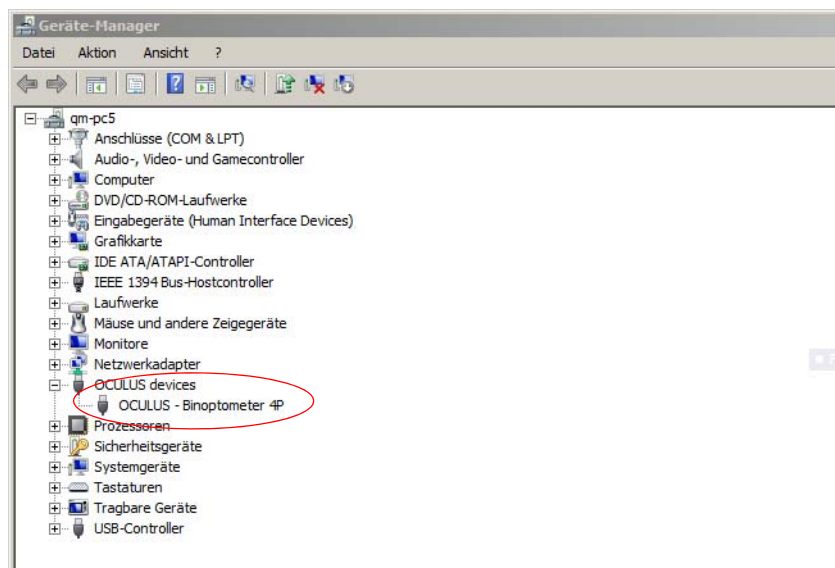 Geräte-Manager
Datei Aktion Ansicht ?
qm-pc5
Anschlüsse (COM & LPT)
Audio-, Video- und Gamecontroller
Computer
DVD/CD-ROM-Laufwerke
Eingabegeräte (Human Interface Devices)
Grafikkarte
IDE ATA/ATAPI-Controller
IEEE 1394 Bus-Hostcontroller
Laufwerke
Mäuse und andere Zeigegeräte
Monitore
Netzwerkadapter
OCULUS devices
OCULUS - Binoptometer 4P
Prozessoren
Sicherheitsgeräte
Systemgeräte
Tastaturen
Tragbare Geräte
USB-Controller